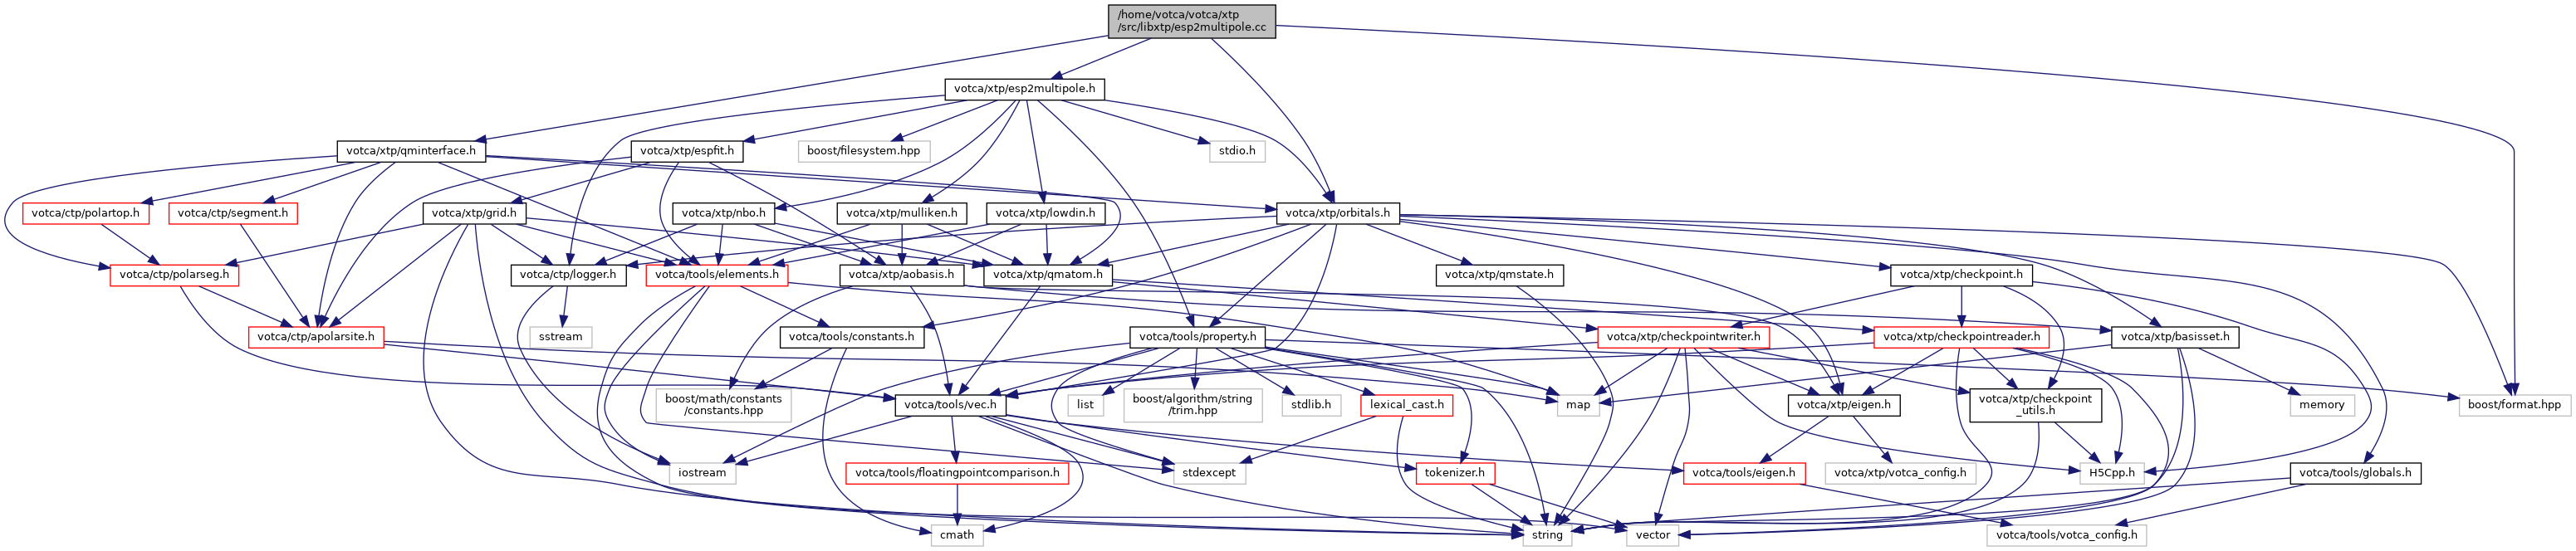 /home/votca/votca/xtp
/src/libxtp/esp2multipole.cc
votca/xtp/esp2multipole.h
votca/xtp/qminterface.h
votca/xtp/espfit.h
boost/filesystem.hpp
stdio.h
votca/ctp/polartop.h
votca/ctp/segment.h
votca/xtp/grid.h
votca/xtp/nbo.h
votca/xtp/mulliken.h
votca/xtp/lowdin.h
votca/xtp/orbitals.h
votca/ctp/polarseg.h
votca/ctp/logger.h
votca/tools/elements.h
votca/xtp/aobasis.h
votca/xtp/qmatom.h
votca/xtp/qmstate.h
votca/xtp/checkpoint.h
votca/ctp/apolarsite.h
sstream
votca/tools/constants.h
votca/tools/property.h
votca/xtp/checkpointwriter.h
votca/xtp/checkpointreader.h
votca/xtp/basisset.h
boost/math/constants
/constants.hpp
votca/tools/vec.h
list
boost/algorithm/string
/trim.hpp
stdlib.h
lexical_cast.h
map
votca/xtp/eigen.h
votca/xtp/checkpoint
_utils.h
memory
boost/format.hpp
iostream
votca/tools/floatingpointcomparison.h
stdexcept
tokenizer.h
votca/tools/eigen.h
votca/xtp/votca_config.h
H5Cpp.h
votca/tools/globals.h
cmath
string
vector
votca/tools/votca_config.h